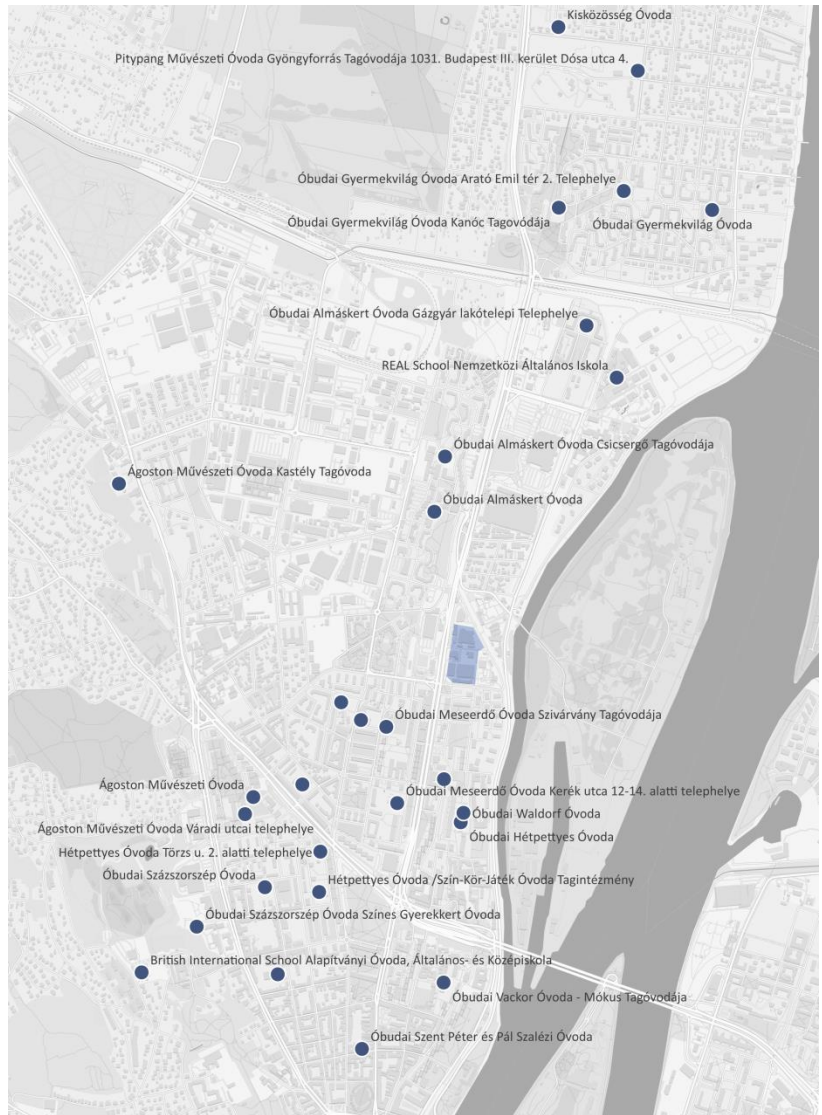 Kisközösség Óvoda
Pitypang Művészeti Óvoda Gyöngyforrás Tagóvodája 1031. Budapest III. kerület Dósa utca 4.
Óbudai Gyermekvilág Óvoda Arató Emil tér 2. Telephelye
Óbudai Gyermekvilág Óvoda Kanóc Tagovódája
Óbudai Gyermekvilág Óvoda
Óbudai Almáskert Óvoda Gázgyár lakótelepi Telephelye
REAL School Nemzetközi Általános Iskola
Óbudai Almáskert Óvoda Csicsergő Tagóvodája
Ágoston Művészeti Óvoda Kastély Tagóvoda
Óbudai Almáskert Óvoda
Óbudai Meseerdő Óvoda Szivárvány Tagóvodája
Ágoston Művészeti Óvoda
Óbudai Meseerdő Óvoda Kerék utca 12-14. alatti telephelye
Óbudai Waldorf Óvoda
Ágoston Művészeti Óvoda Váradi utcai telephelye
Óbudai Hétpettyes Óvoda
Hétpettyes Óvoda Törzs u. 2. alatti telephelye
Óbudai Százszorszép Óvoda
Hétpettyes Óvoda /Szín-Kör-Játék Óvoda Tagintézmény
Óbudai Százszorszép Óvoda Színes Gyerekkert Óvoda
British International School Alapítványi Óvoda, Általános- és Középiskola
Óbudai Vackor Óvoda - Mókus Tagóvodája
Óbudai Szent Péter és Pál Szalézi Óvoda